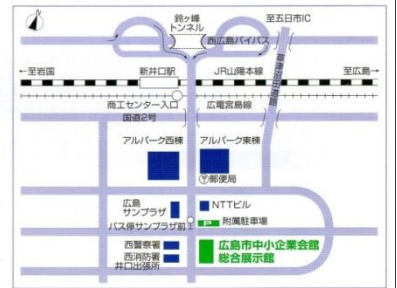 鈴ヶ峰
トンネル
至五日市IC
西広島バイパス
草津沼田道路
←至岩国
新井口駅
JR山陽本線
至広島→
商工センター入口
広電宮島線
国道2号
アルパーク西棟
アルパーク東棟
〒郵便局
広島
サンプラザ
NTTビル
P
附属駐車場
バス停サンプラザ前
西警察署
西消防署
井口出張所
広島市中小企業会館
総合展示館